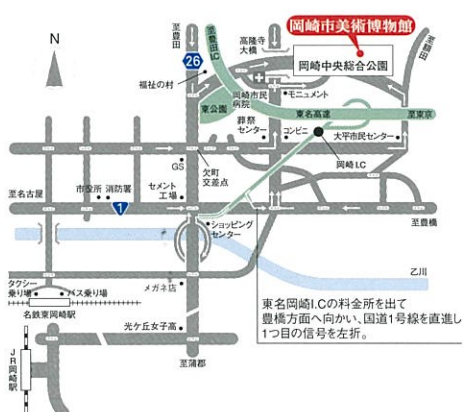 岡崎市美術博物館
岡崎中央総合公園
N
至豊田
至豊田I.C
高隆寺
大橋
至豊田
26
福祉の村
岡崎市民
病院
モニュメント
東公園
東名高速
至東京
葬祭
センター
コンビニ
大平市民センター
岡崎I.C
GS
欠町
交差点
至名古屋
市役所
消防署
セメント
工場
1
至豊橋
ショッピング
センター
乙川
タクシー
乗り場
バス乗り場
メガネ店
名鉄東岡崎駅
光ケ丘女子高
JR岡崎駅
至蒲郡
東名岡崎I.Cの料金所を出て
豊橋方面へ向かい、国道1号線を直進し
1つ目の信号を左折。